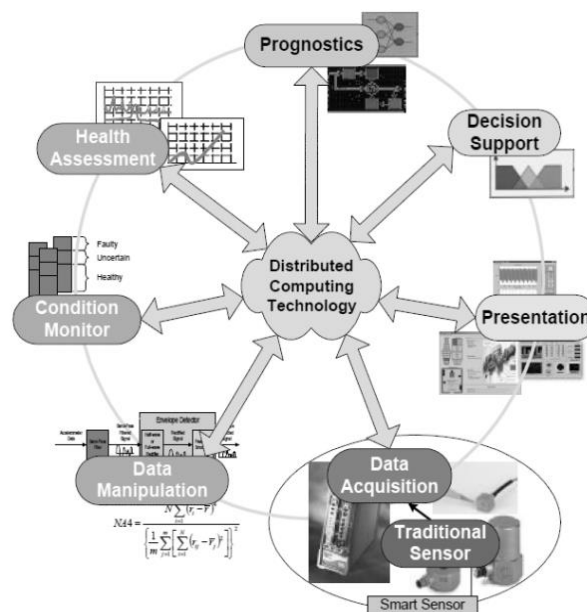 Prognostics
Health
Assessment
Decision
Support
Faulty
Uncertain
Healthy
Condition
Monitor
Distributed
Computing
Technology
Presentation
Envelope Detector
Data
Manipulation
Data
Acquisition
Traditional
Sensor
Smart Sensor